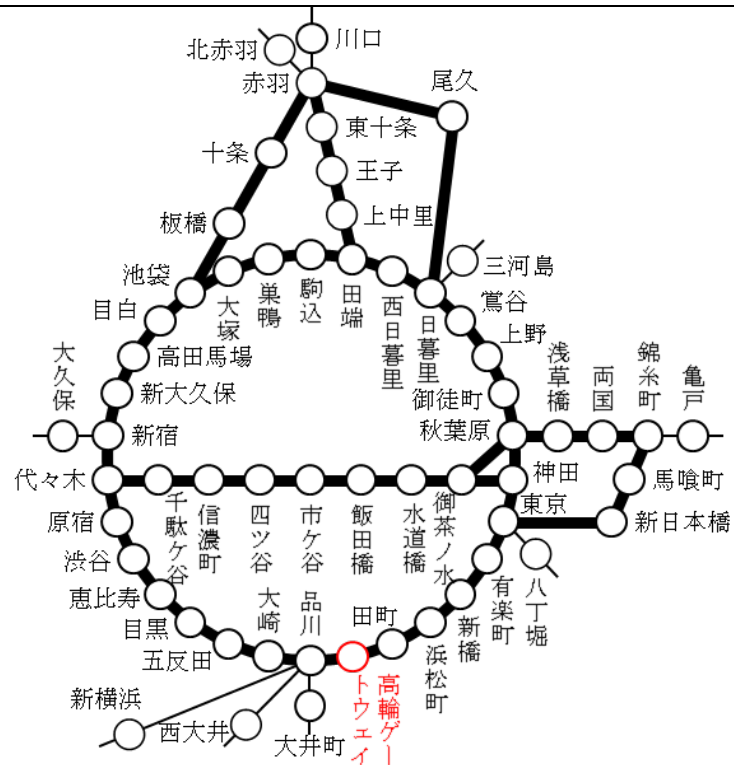 川口
北赤羽
赤羽
尾久
東十条
十条
王子
上中里
板橋
三河島
池袋
大塚
巣鴨
駒込
田端
西日暮里
日暮里
鶯谷
目白
上野
高田馬場
大久保
新大久保
御徒町
浅草橋
両国
錦糸町
亀戸
新宿
秋葉原
代々木
千駄ケ谷
信濃町
四ツ谷
市ケ谷
飯田橋
水道橋
御茶ノ水
神田
馬喰町
原宿
東京
新日本橋
渋谷
八丁堀
有楽町
恵比寿
新橋
目黒
浜松町
五反田
大崎
品川
田町
高輪ゲー
トウェイ
新横浜
西大井
大井町